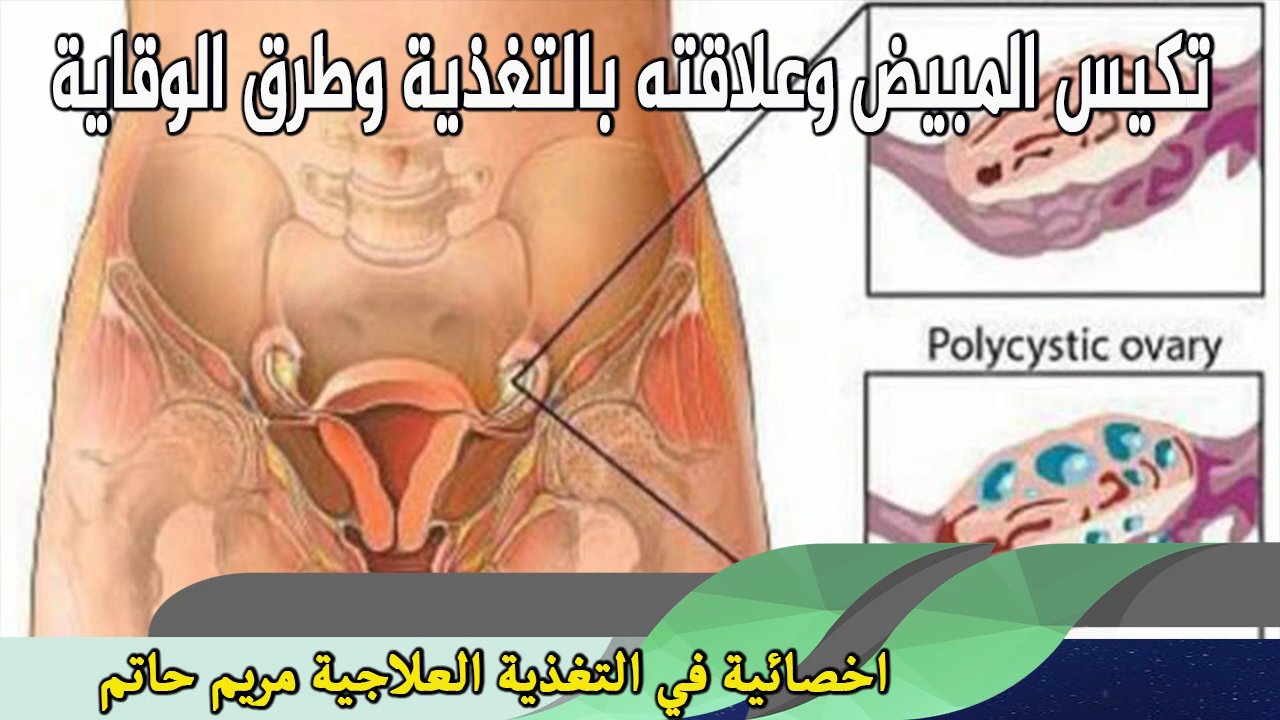 تكيس المبيض وعلاقته بالتغذية وطرق الوقاية
Polycystic ovary
اخصائية في التغذية العلاجية مريم حاتم